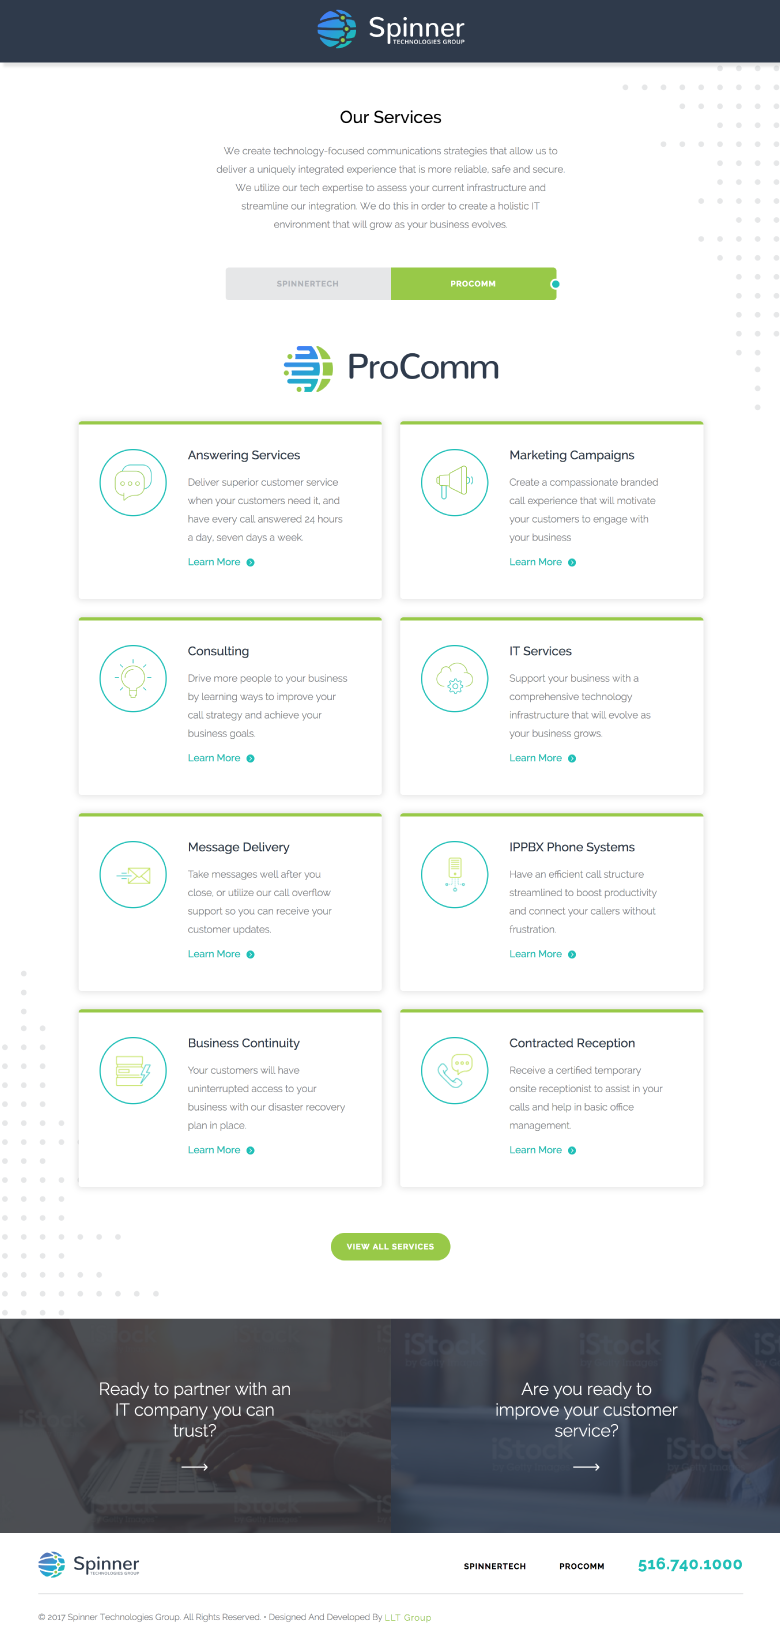 Spinner
TECHNOLOGIES GROUP
Our Services
We create technology-focused communications strategies that allow us to
deliver a uniquely integrated experience that is more reliable, safe and secure.
We utilize our tech expertise to assess your current infrastructure and
streamline our integration. We do this in order to create a holistic IT
environment that will grow as your business evolves.
SPINNERTECH
PROCOMM
ProComm
Answering Services
Deliver superior customer service
when your customers need it, and
have every call answered 24 hours
a day, seven days a week.
Learn More
Marketing Campaigns
Create a compassionate branded
call experience that will motivate
your customers to engage with
your business
Learn More
Consulting
Drive more people to your business
by learning ways to improve your
call strategy and achieve your
business goals.
Learn More
IT Services
Support your business with a
comprehensive technology
infrastructure that will evolve as
your business grows.
Learn More
Message Delivery
Take messages well after you
close, or utilize our call overflow
support so you can receive your
customer updates.
Learn More
IPPBX Phone Systems
Have an efficient call structure
streamlined to boost productivity
and connect your callers without
frustration.
Learn More
Business Continuity
Your customers will have
uninterrupted access to your
business with our disaster recovery
plan in place.
Learn More
Contracted Reception
Receive a certified temporary
onsite receptionist to assist in your
calls and help in basic office
management.
Learn More
VIEW ALL SERVICES
Ready to partner with an
IT company you can
trust?
Are you ready to
improve your customer
service?
iStock
iStock
iStock
iStock
iStock
Spinner
TECHNOLOGIES GROUP
SPINNERTECH
PROCOMM
516.740.1000
© 2017 Spinner Technologies Group. All Rights Reserved. • Designed And Developed By LLT Group